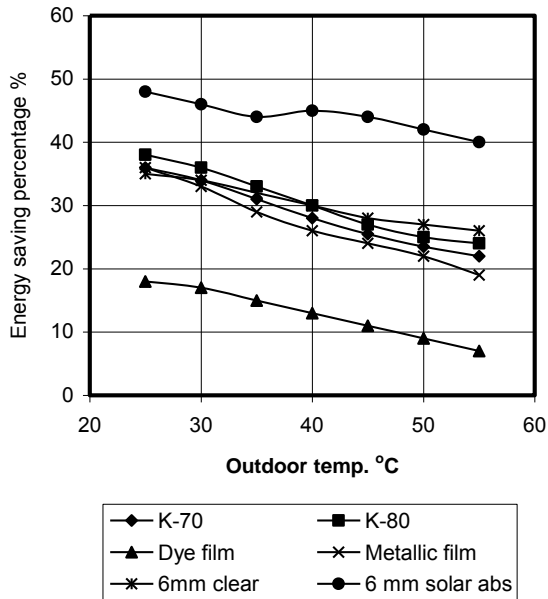 Energy saving percentage %
60
50
40
30
20
10
0
20 30 40 50 60
Outdoor temp. °C
K-70 K-80
Dye film Metallic film
6mm clear 6 mm solar abs